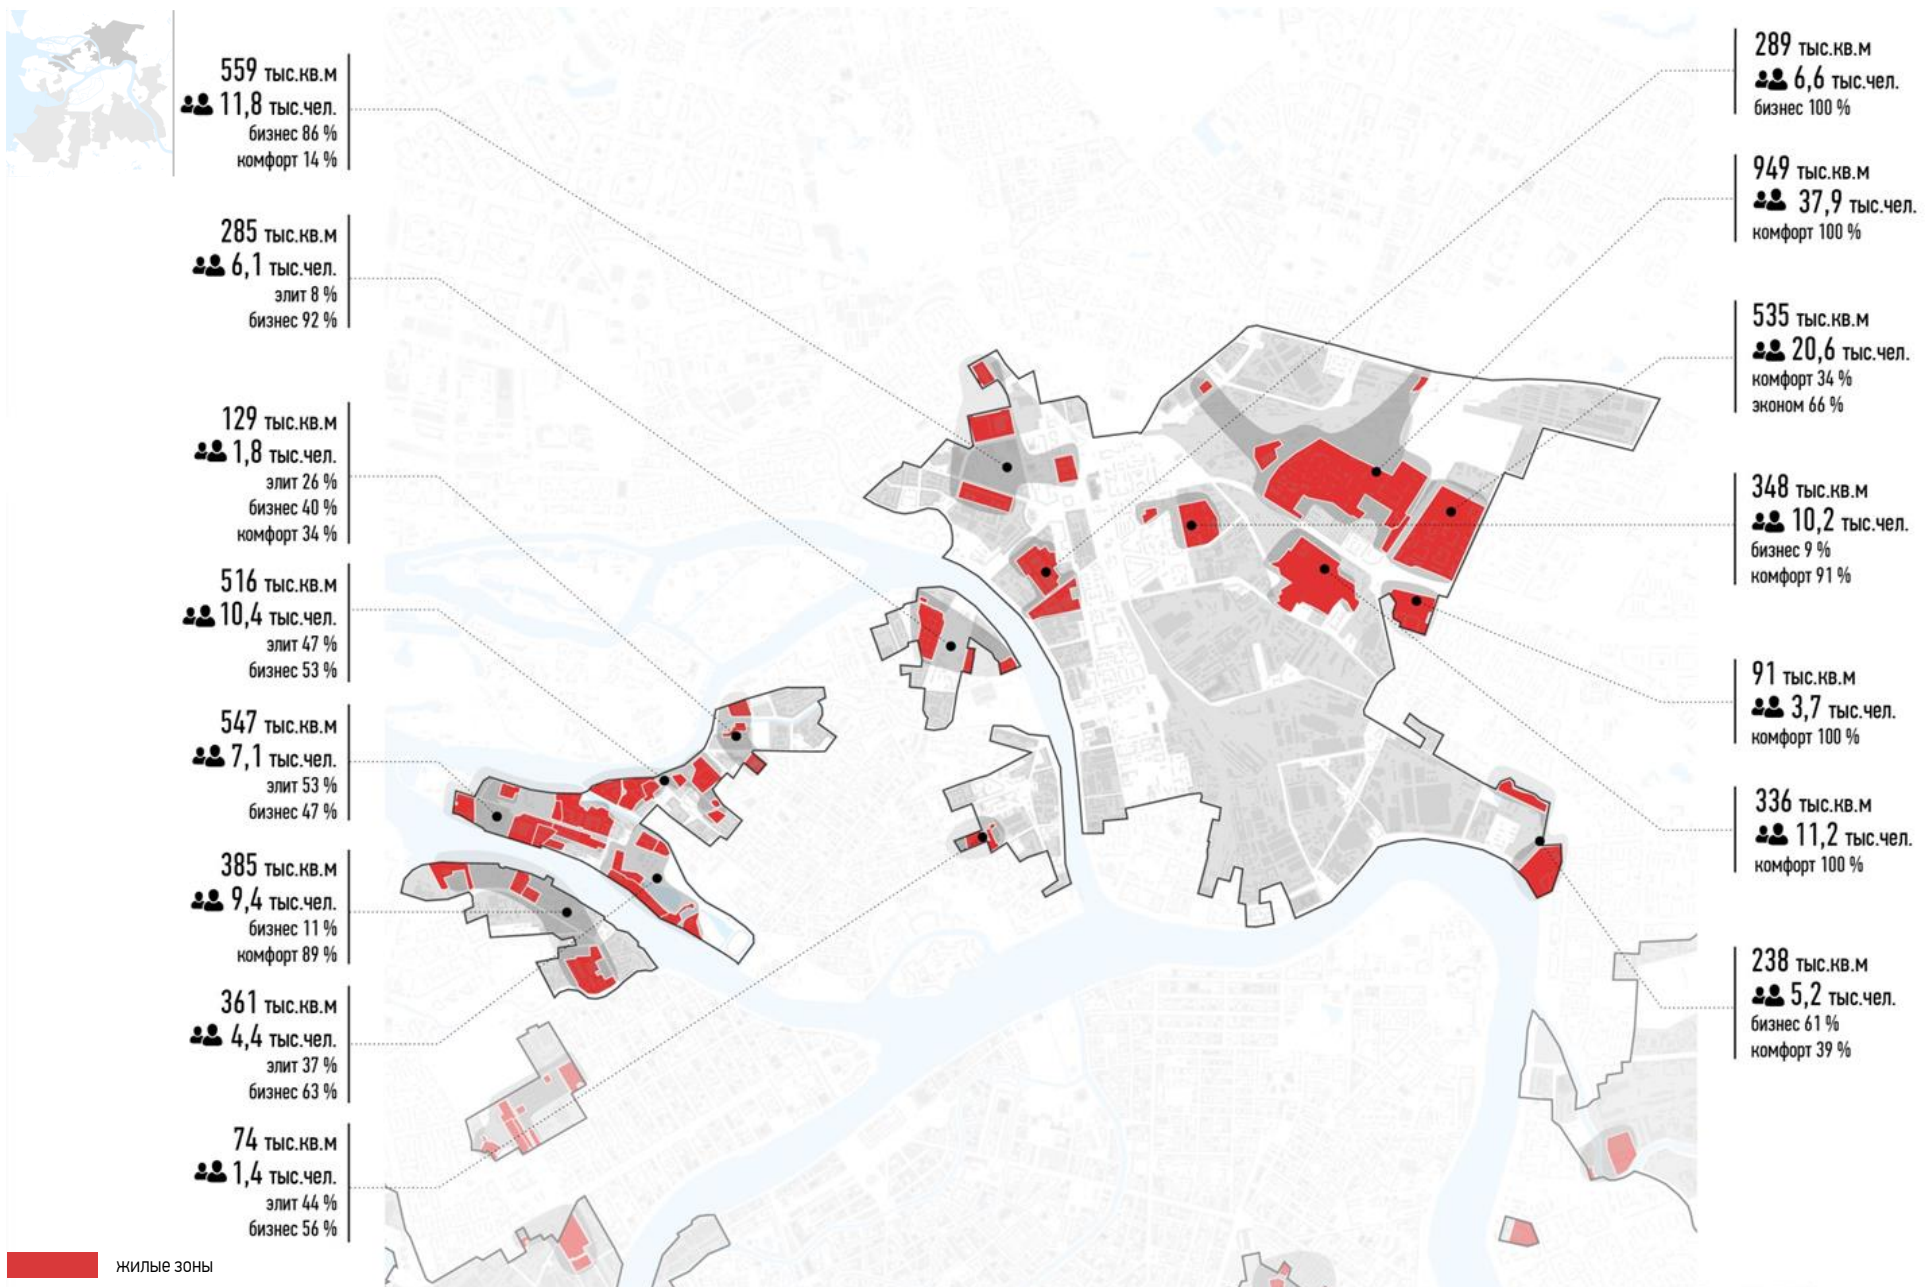 559 тыс.кв.м
11,8 тыс.чел.
бизнес 86 %
комфорт 14 %
285 тыс.кв.м
6,1 тыс.чел.
элит 8 %
бизнес 92 %
129 тыс.кв.м
1,8 тыс.чел.
элит 26 %
бизнес 40 %
комфорт 34 %
516 тыс.кв.м
10,4 тыс.чел.
элит 47 %
бизнес 53 %
547 тыс.кв.м
7,1 тыс.чел.
элит 53 %
бизнес 47 %
385 тыс.кв.м
9,4 тыс.чел.
бизнес 11 %
комфорт 89 %
361 тыс.кв.м
4,4 тыс.чел.
элит 37 %
бизнес 63 %
74 тыс.кв.м
1,4 тыс.чел.
элит 44 %
бизнес 56 %
жилые зоны
289 тыс.кв.м
6,6 тыс.чел.
бизнес 100 %
949 тыс.кв.м
37,9 тыс.чел.
комфорт 100 %
535 тыс.кв.м
20,6 тыс.чел.
комфорт 34 %
эконом 66 %
348 тыс.кв.м
10,2 тыс.чел.
бизнес 9 %
комфорт 91 %
91 тыс.кв.м
3,7 тыс.чел.
комфорт 100 %
336 тыс.кв.м
11,2 тыс.чел.
комфорт 100 %
238 тыс.кв.м
5,2 тыс.чел.
бизнес 61 %
комфорт 39 %